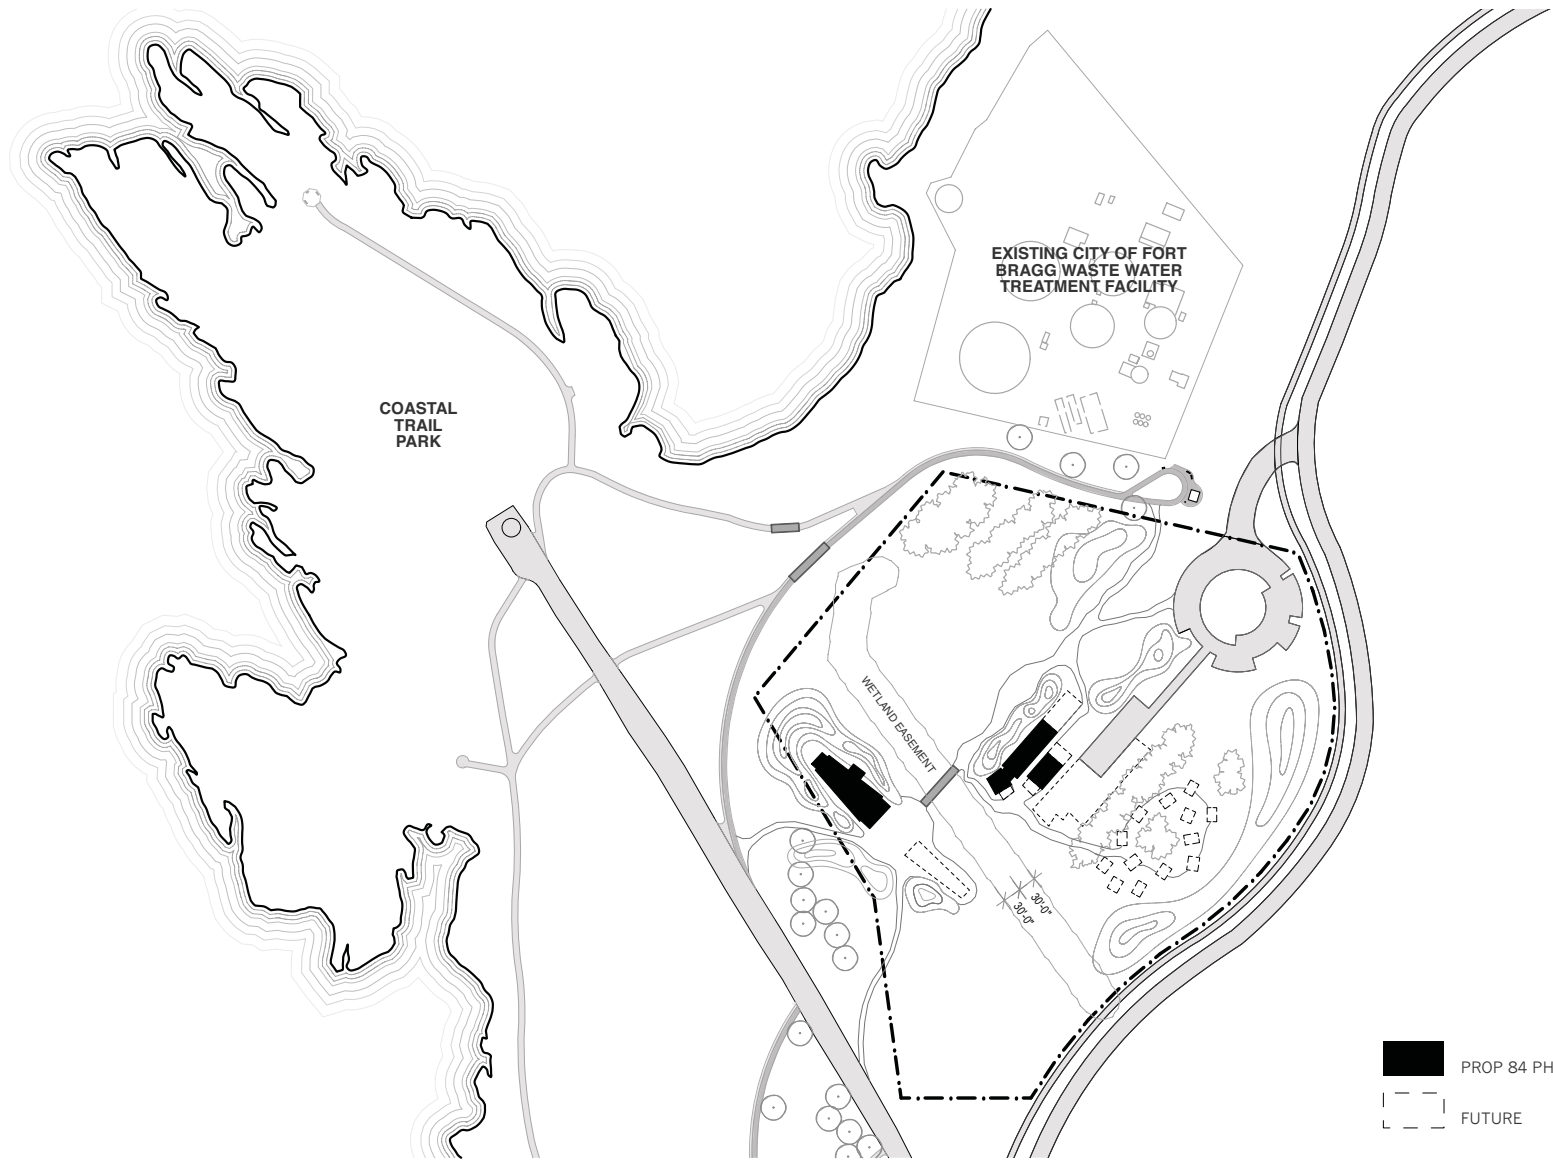 EXISTING CITY OF FORT
BRAGG WASTE WATER
TREATMENT FACILITY
COASTAL
TRAIL
PARK
WETLAND EASEMENT
30'-0"
30'-0"
PROP 84 PH
FUTURE